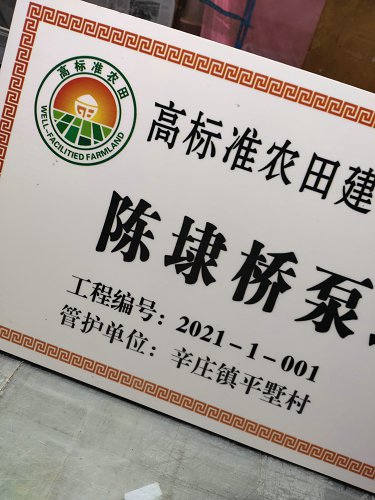 高标准农田
WELL-FACILITIED FARMLAND
高标准农田建
陈埭桥泵
工程编号：2021-1-001
管护单位：辛庄镇平墅村